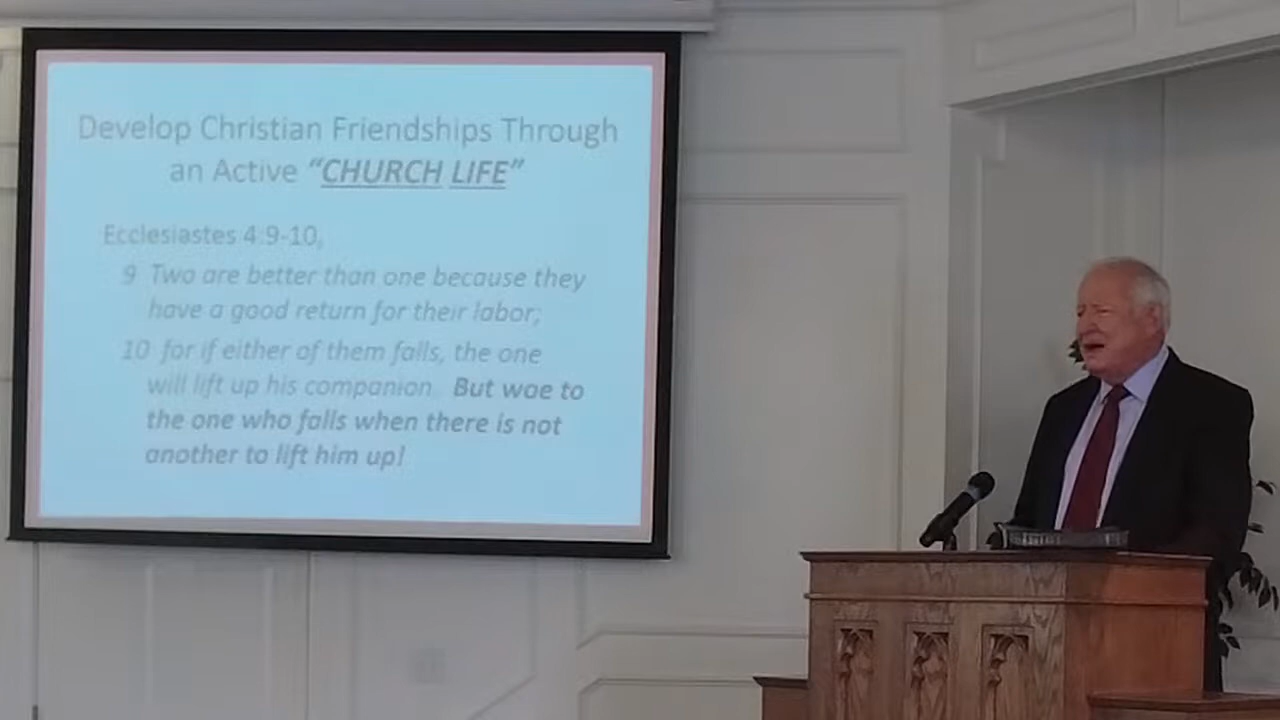 Develop Christian Friendships Through
an Active “CHURCH LIFE”
Ecclesiastes 4:9-10,
9 Two are better than one because they
have a good return for their labor;
10 for if either of them falls, the one
will lift up his companion. But woe to
the one who falls when there is not
another to lift him up!